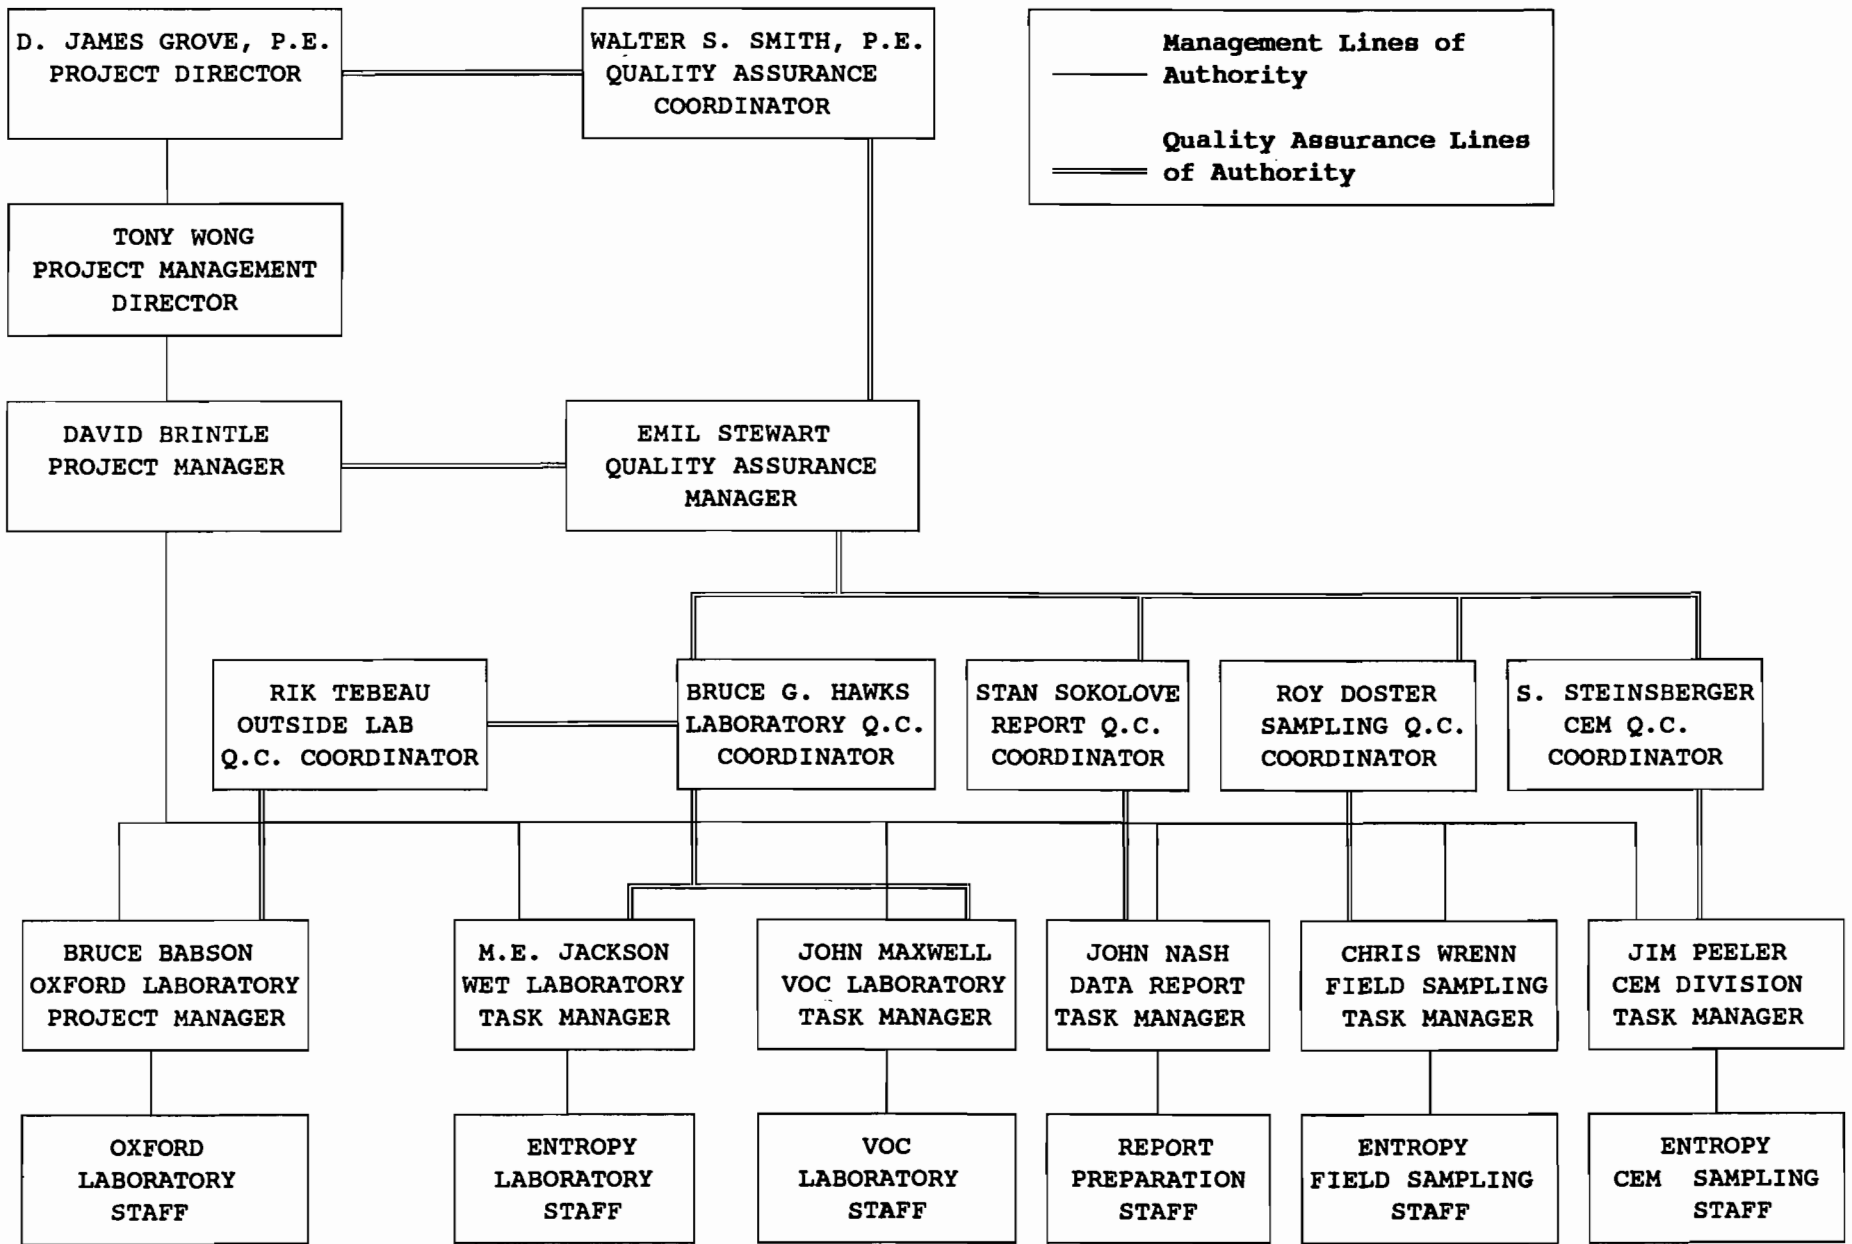 D. JAMES GROVE, P.E.
PROJECT DIRECTOR
WALTER S. SMITH, P.E.
QUALITY ASSURANCE
COORDINATOR
Management Lines of
Authority
Quality Assurance Lines
of Authority
TONY WONG
PROJECT MANAGEMENT
DIRECTOR
DAVID BRINTLE
PROJECT MANAGER
EMIL STEWART
QUALITY ASSURANCE
MANAGER
RIK TEBEAU
OUTSIDE LAB
Q.C. COORDINATOR
BRUCE G. HAWKS
LABORATORY Q.C.
COORDINATOR
STAN SOKOLOVE
REPORT Q.C.
COORDINATOR
ROY DOSTER
SAMPLING Q.C.
COORDINATOR
S. STEINSBERGER
CEM Q.C.
COORDINATOR
BRUCE BABSON
OXFORD LABORATORY
PROJECT MANAGER
M.E. JACKSON
WET LABORATORY
TASK MANAGER
JOHN MAXWELL
VOC LABORATORY
TASK MANAGER
JOHN NASH
DATA REPORT
TASK MANAGER
CHRIS WRENN
FIELD SAMPLING
TASK MANAGER
JIM PEELER
CEM DIVISION
TASK MANAGER
OXFORD
LABORATORY
STAFF
ENTROPY
LABORATORY
STAFF
VOC
LABORATORY
STAFF
REPORT
PREPARATION
STAFF
ENTROPY
FIELD SAMPLING
STAFF
ENTROPY
CEM SAMPLING
STAFF